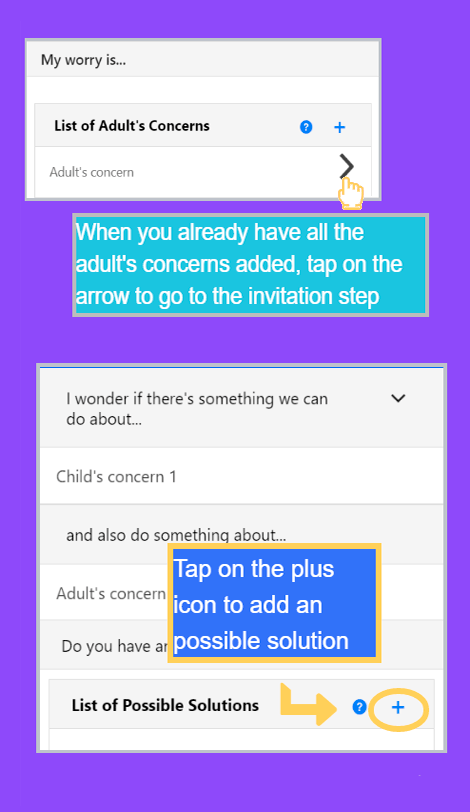 My worry is...
List of Adult's Concerns ? +
Adult's concern
When you already have all the
adult's concerns added, tap on the
arrow to go to the invitation step
I wonder if there's something we can
do about...
Child's concern 1
and also do something about...
Adult's concern
Tap on the plus
icon to add an
possible solution
Do you have
List of Possible Solutions ? +